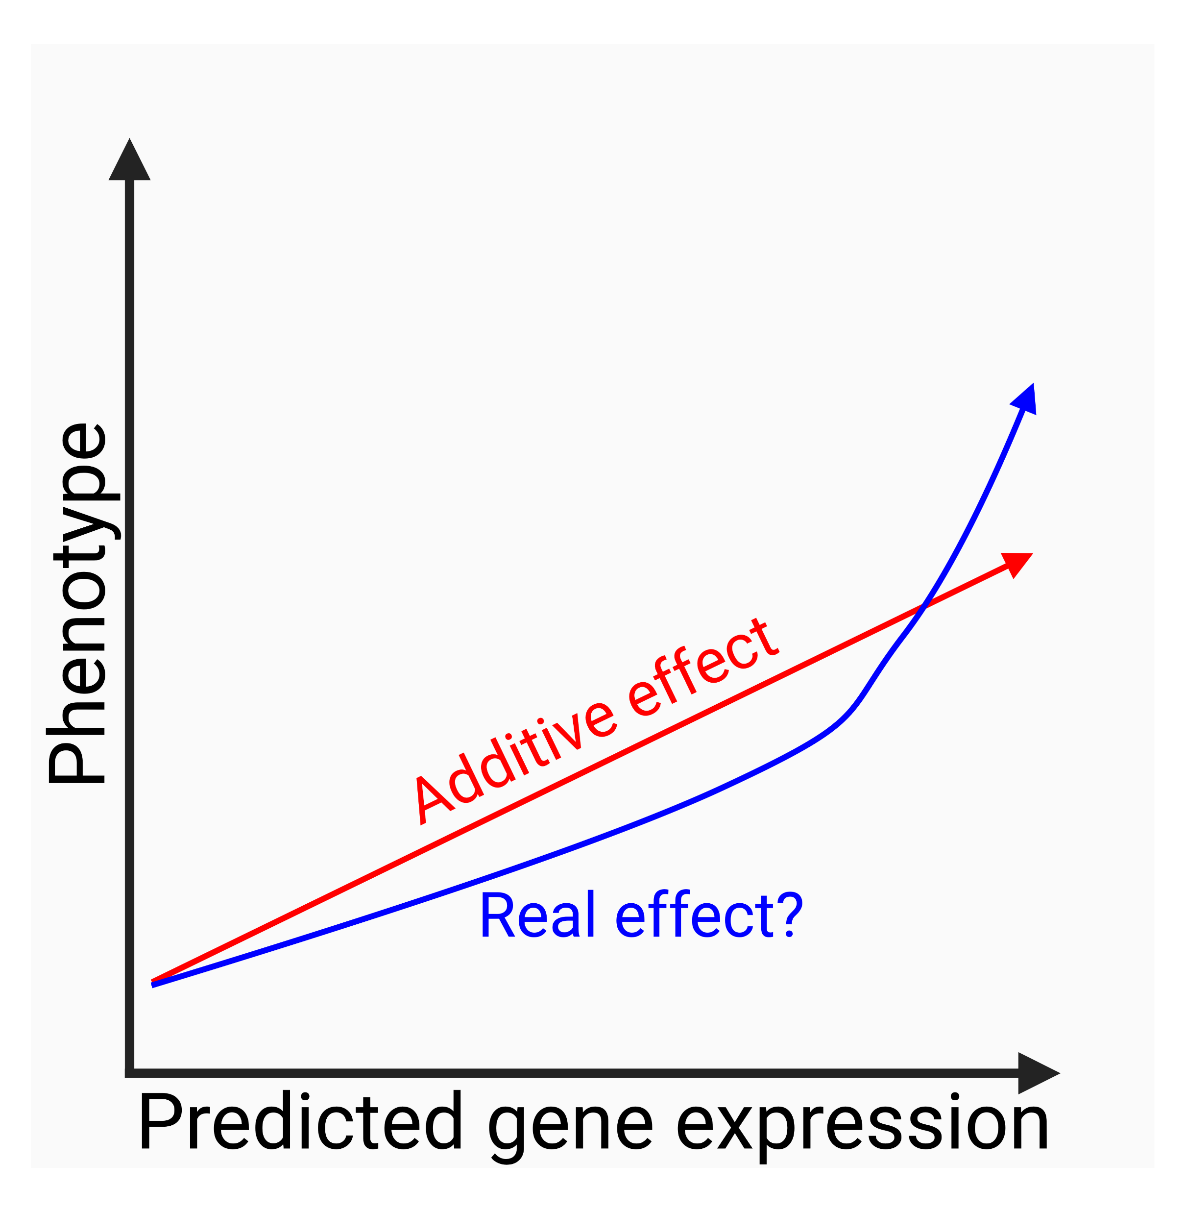 Phenotype
Additive effect
Real effect?
Predicted gene expression